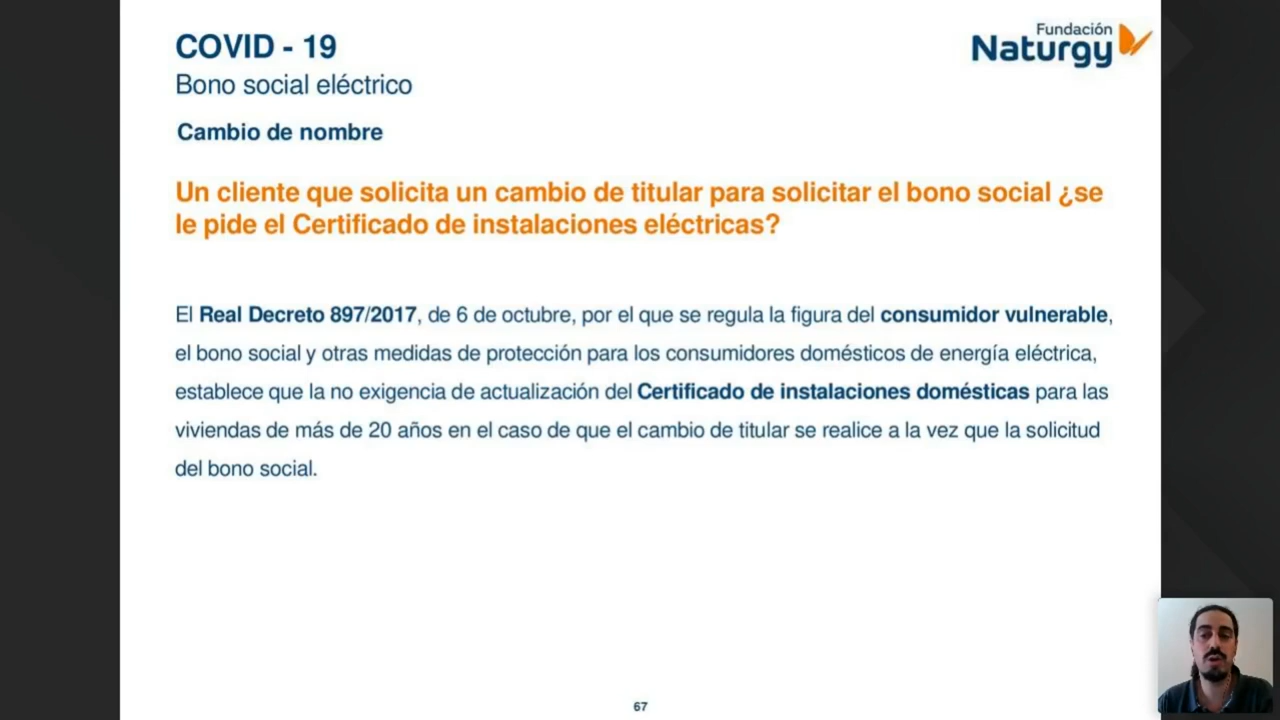 COVID - 19
Fundación
Naturgy
Bono social eléctrico
Cambio de nombre
Un cliente que solicita un cambio de titular para solicitar el bono social ¿se
le pide el Certificado de instalaciones eléctricas?
El Real Decreto 897/2017, de 6 de octubre, por el que se regula la figura del consumidor vulnerable,
el bono social y otras medidas de protección para los consumidores domésticos de energía eléctrica,
establece que la no exigencia de actualización del Certificado de instalaciones domésticas para las
viviendas de más de 20 años en el caso de que el cambio de titular se realice a la vez que la solicitud
del bono social.
67